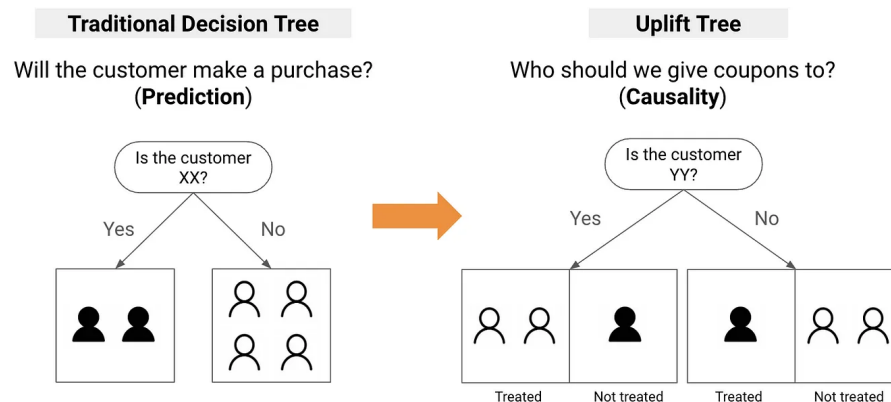 Traditional Decision Tree
Will the customer make a purchase?
(Prediction)
Is the customer
XX?
Yes
No
Uplift Tree
Who should we give coupons to?
(Causality)
Is the customer
YY?
Yes
No
Treated
Not treated
Treated
Not treated